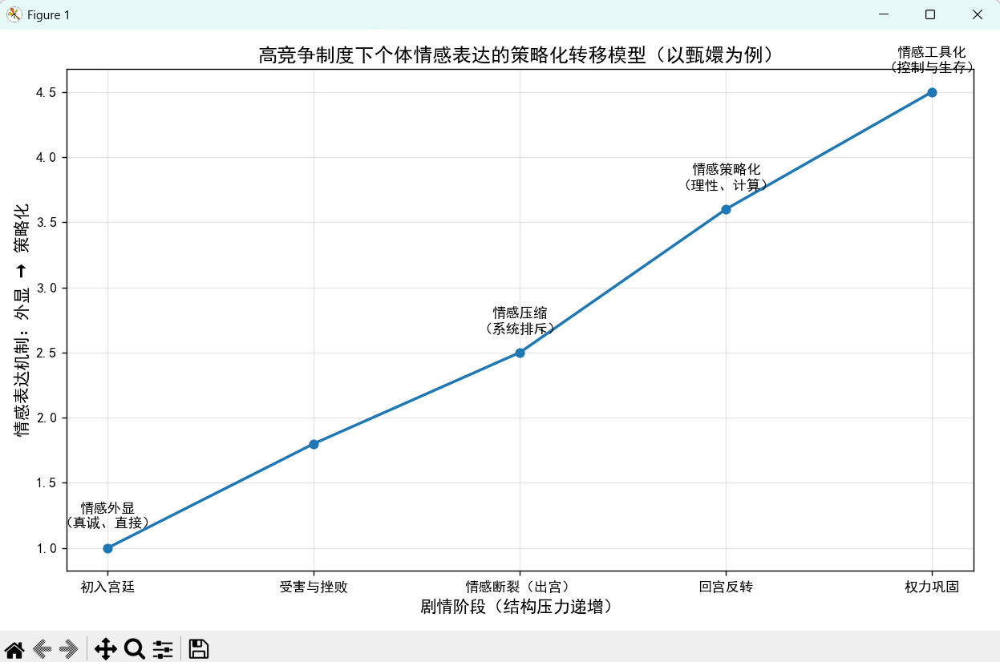 Figure 1
高竞争制度下个体情感表达的策略化转移模型（以甄嬛为例）
情感工具化
（控制与生存）
情感策略化
（理性、计算）
情感压缩
（系统排斥）
情感外显
（真诚、直接）
4.5
4.0
3.5
3.0
2.5
2.0
1.5
1.0
情感表达机制：外显 → 策略化
初入宫廷
受害与挫败
情感断裂（出宫）
回宫反转
权力巩固
剧情阶段（结构压力递增）